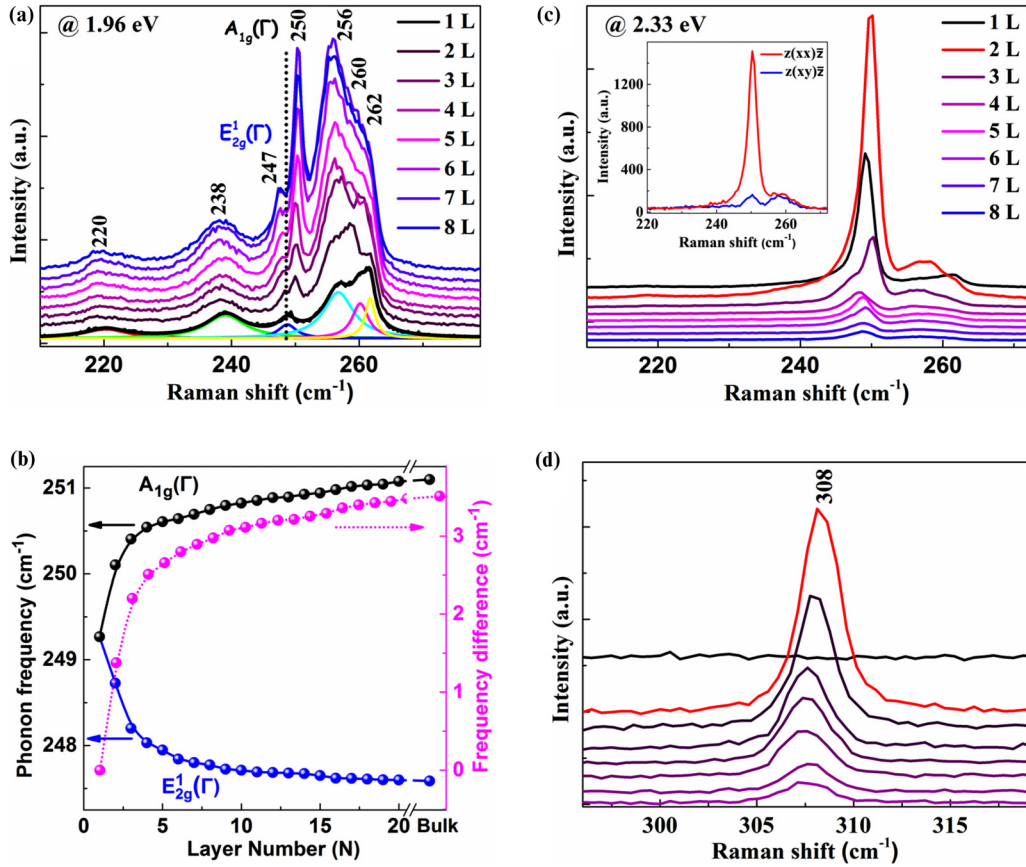 (a)
@ 1.96 eV
A1g(Γ)
250
256
260
262
E¹2g(Γ)
247
238
220
1 L
2 L
3 L
4 L
5 L
6 L
7 L
8 L
Intensity (a.u.)
220
240
260
Raman shift (cm⁻¹)
(c)
@ 2.33 eV
z(xx)z̅
z(xy)z̅
1200
800
400
0
Intensity (a.u.)
220
230
240
250
260
270
Raman shift (cm⁻¹)
1 L
2 L
3 L
4 L
5 L
6 L
7 L
8 L
Intensity (a.u.)
220
240
260
Raman shift (cm⁻¹)
(b)
A1g(Γ)
E¹2g(Γ)
251
250
249
248
Phonon frequency (cm⁻¹)
3
2
1
0
Frequency difference (cm⁻¹)
0
5
10
15
20
Bulk
Layer Number (N)
(d)
308
Intensity (a.u.)
300
305
310
315
Raman shift (cm⁻¹)